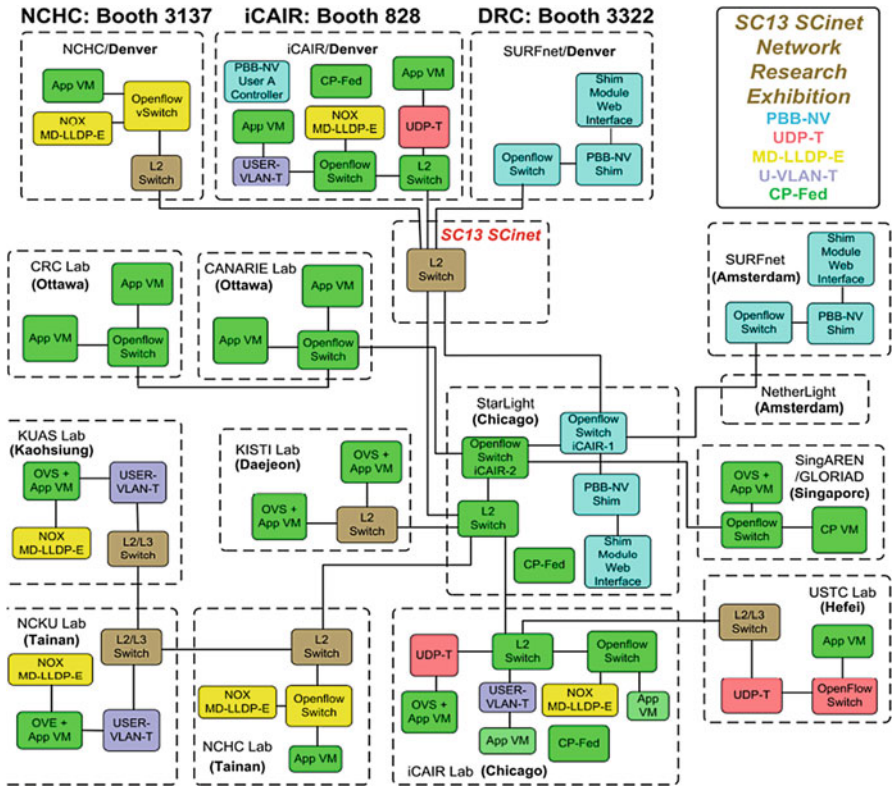 NCHC: Booth 3137
iCAIR: Booth 828
DRC: Booth 3322
NCHC/Denver
App VM
Openflow
vSwitch
NOX
MD-LLDP-E
L2
Switch
iCAIR/Denver
PBB-NV
User A
Controller
CP-Fed
App VM
App VM
NOX
MD-LLDP-E
UDP-T
USER-
VLAN-T
Openflow
Switch
L2
Switch
SURFnet/Denver
Shim
Module
Web
Interface
Openflow
Switch
PBB-NV
Shim
SC13 SCinet
Network
Research
Exhibition
PBB-NV
UDP-T
MD-LLDP-E
U-VLAN-T
CP-Fed
SC13 SCinet
L2
Switch
CRC Lab
(Ottawa)
App VM
App VM
Openflow
Switch
CANARIE Lab
(Ottawa)
App VM
App VM
Openflow
Switch
SURFnet
(Amsterdam)
Shim
Module
Web
Interface
Openflow
Switch
PBB-NV
Shim
NetherLight
(Amsterdam)
StarLight
(Chicago)
Openflow
Switch
iCAIR-1
Openflow
Switch
iCAIR-2
PBB-NV
Shim
L2
Switch
CP-Fed
Shim
Modulo
Web
Interface
KUAS Lab
(Kaohsiung)
OVS +
App VM
USER-
VLAN-T
NOX
MD-LLDP-E
L2/L3
Switch
KISTI Lab
(Daejeon)
OVS +
App VM
OVS +
App VM
L2
Switch
SingAREN
/GLORIAD
(Singaporc)
OVS +
App VM
Openflow
Switch
CP VM
NCKU Lab
(Tainan)
L2/L3
Switch
NOX
MD-LLDP-E
OVE +
App VM
USER-
VLAN-T
L2
Switch
NOX
MD-LLDP-E
Openflow
Switch
NCHC Lab
(Tainan)
App VM
UDP-T
L2
Switch
Openflow
Switch
OVS +
App VM
USER-
VLAN-T
NOX
MD-LLDP-E
App
VM
App VM
CP-Fed
iCAIR Lab (Chicago)
USTC Lab
(Hefei)
L2/L3
Switch
App VM
UDP-T
OpenFlow
Switch